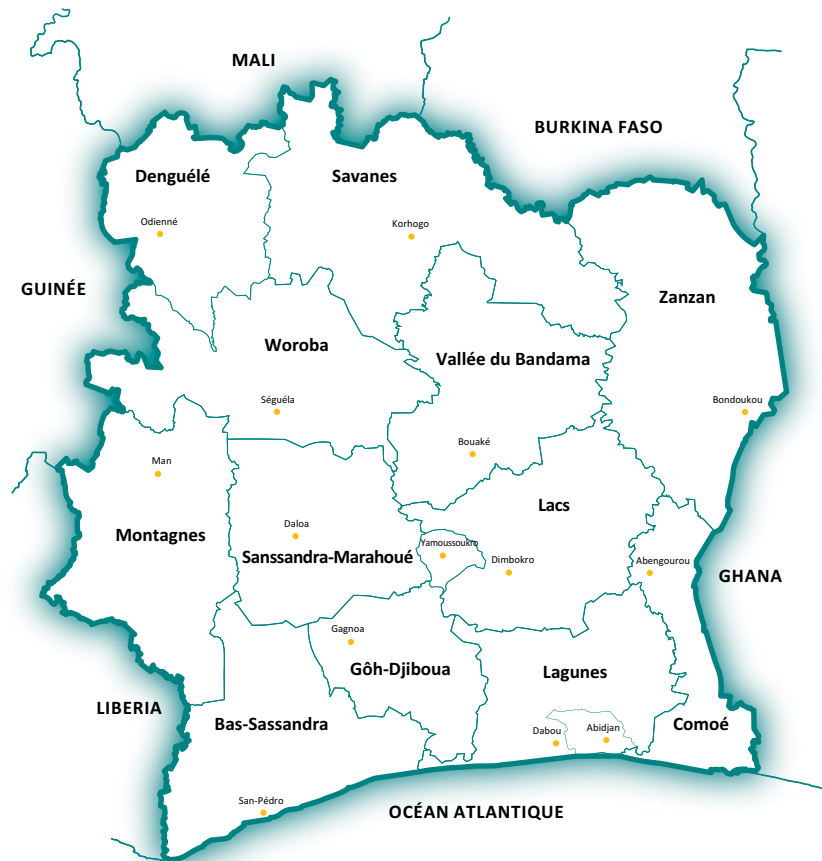 MALI
BURKINA FASO
Denguélé
Savanes
Odienné
Korhogo
GUINÉE
Zanzan
Woroba
Vallée du Bandama
Séguéla
Bondoukou
Bouaké
Man
Lacs
Daloa
Montagnes
Yamoussoukro
Sanssandra-Marahoué
Dimbokro
Abengourou
GHANA
Gagnoa
Gôh-Djiboua
Lagunes
LIBERIA
Bas-Sassandra
Comoé
Dabou
Abidjan
San-Pédro
OCÉAN ATLANTIQUE